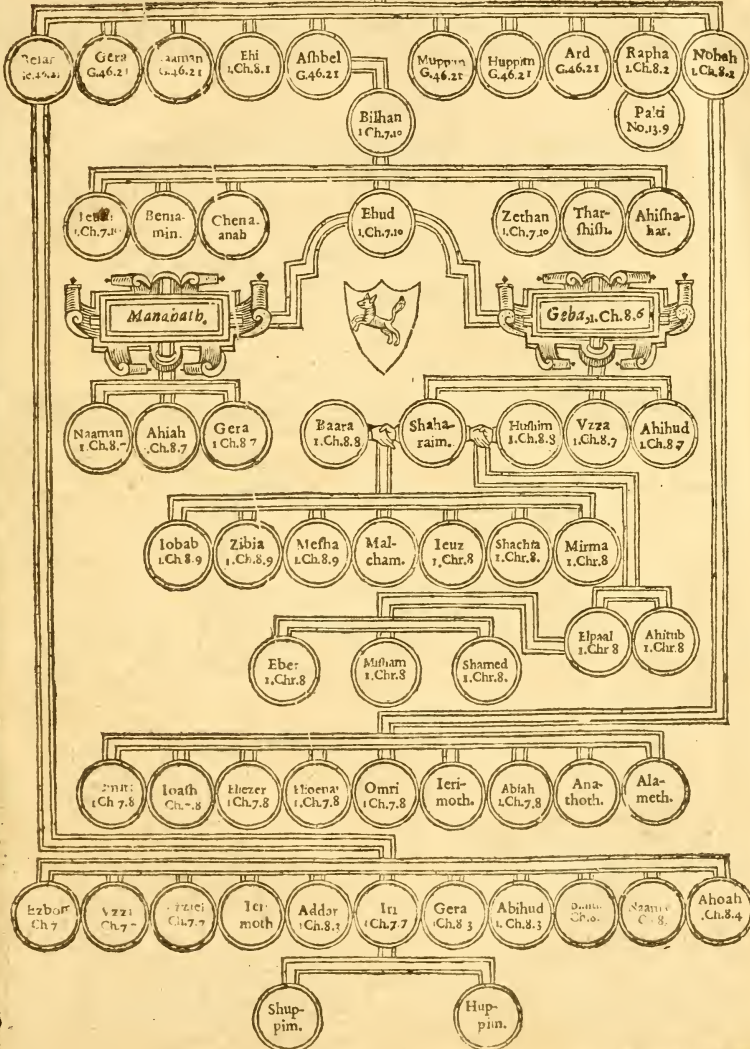 Gera
G.46.21
G.46.21
Ehi
1.Ch.8.1
Ashbel
G.46.21
G.46.21
Huppim
G.46.21
Ard
G.46.21
Rapha
1.Ch.8.2
Nohah
1.Ch.8.2
Palti
No.13.9
Bilhan
1 Ch.7.10
Benia-
min.
Chena.
anab
Ehud
1.Ch.7.10
Zethan
1.Ch.7.10
Thar-
shish.
Ahisha-
har.
Manahath.
Geba,1.Ch.8.6
Naaman
Ahiah
.Ch.8.7
Gera
1 Ch 8 7
Baara
1.Ch.8.8
Shaha-
raim.
Hushim
1.Ch.8.8
Vzza
1.Ch.8.7
Ahihud
1.Ch.8.7
Iobab
1.Ch.8.9
Zibia
1.Ch.8.9
Mesha
1.Ch.8.9
Mal-
cham.
Ieuz
1.Chr.8
Shachta
1.Chr.8.
Mirma
1.Chr.8
Elpaal
1.Chr 8
Ahitub
1.Chr.8
Eber
1.Chr.8
Misham
1.Chr.8
Shamed
1.Chr.8.
1 Ch 7.8
Ioash
Eliezer
1 Ch.7.8
1.Ch.7.8
Omri
1 Ch.7.8
Ieri-
moth.
Abiah
1.Ch.7.8
Ana-
thoth.
Ala-
meth.
Ezbon
Ch 7
Ch.7.7
Ier
moth
Addar
1 Ch.8.3
Iri
1 Ch.7.7
Gera
1Ch.8 3
Abihud
1. Ch.8.3
Ahoah
.Ch.8.4
Shup-
pim.
Hup-
pim.